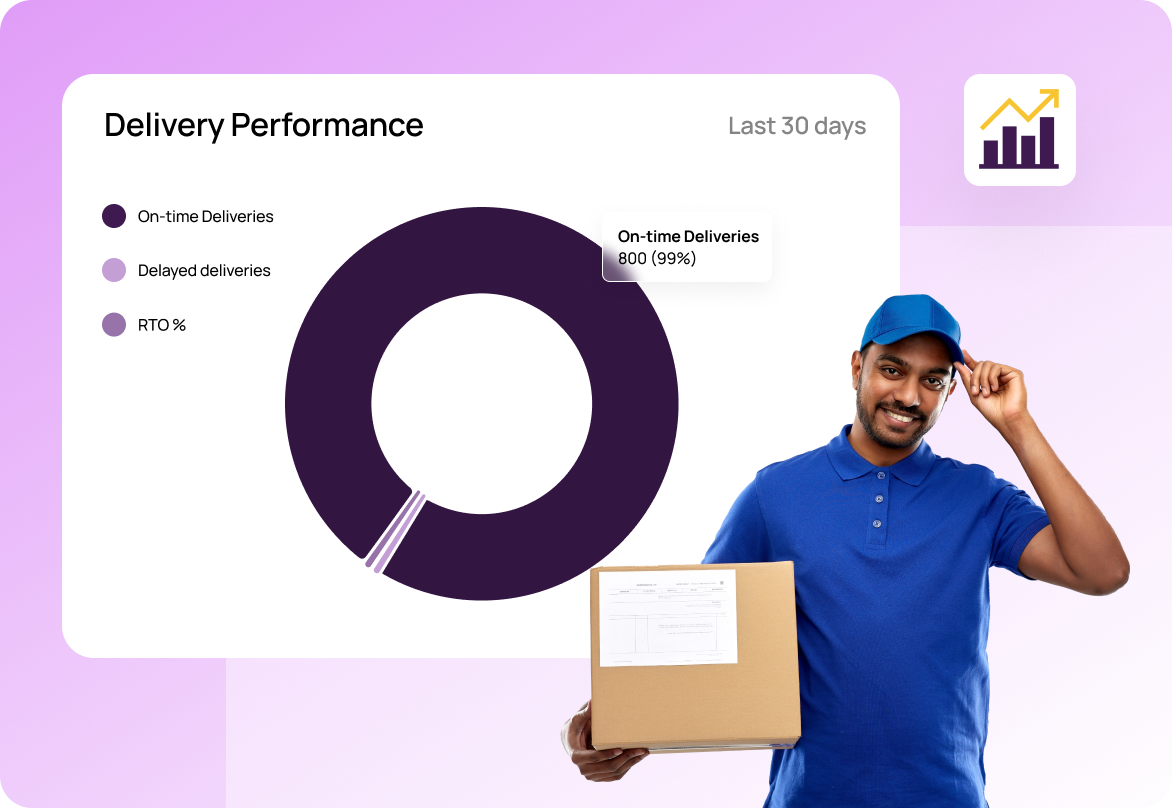 Delivery Performance
Last 30 days
On-time Deliveries
Delayed deliveries
RTO %
On-time Deliveries
800 (99%)